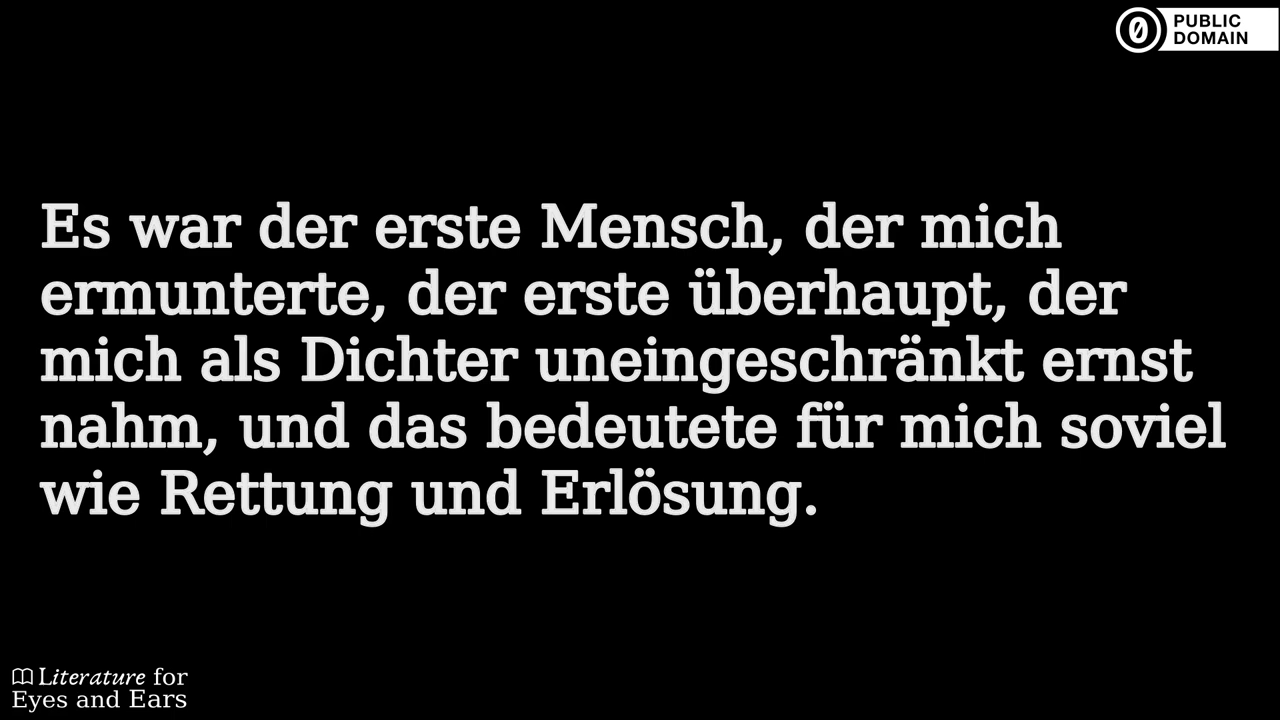 PUBLIC
DOMAIN
Es war der erste Mensch, der mich
ermunterte, der erste überhaupt, der
mich als Dichter uneingeschränkt ernst
nahm, und das bedeutete für mich soviel
wie Rettung und Erlösung.
Literature for
Eyes and Ears